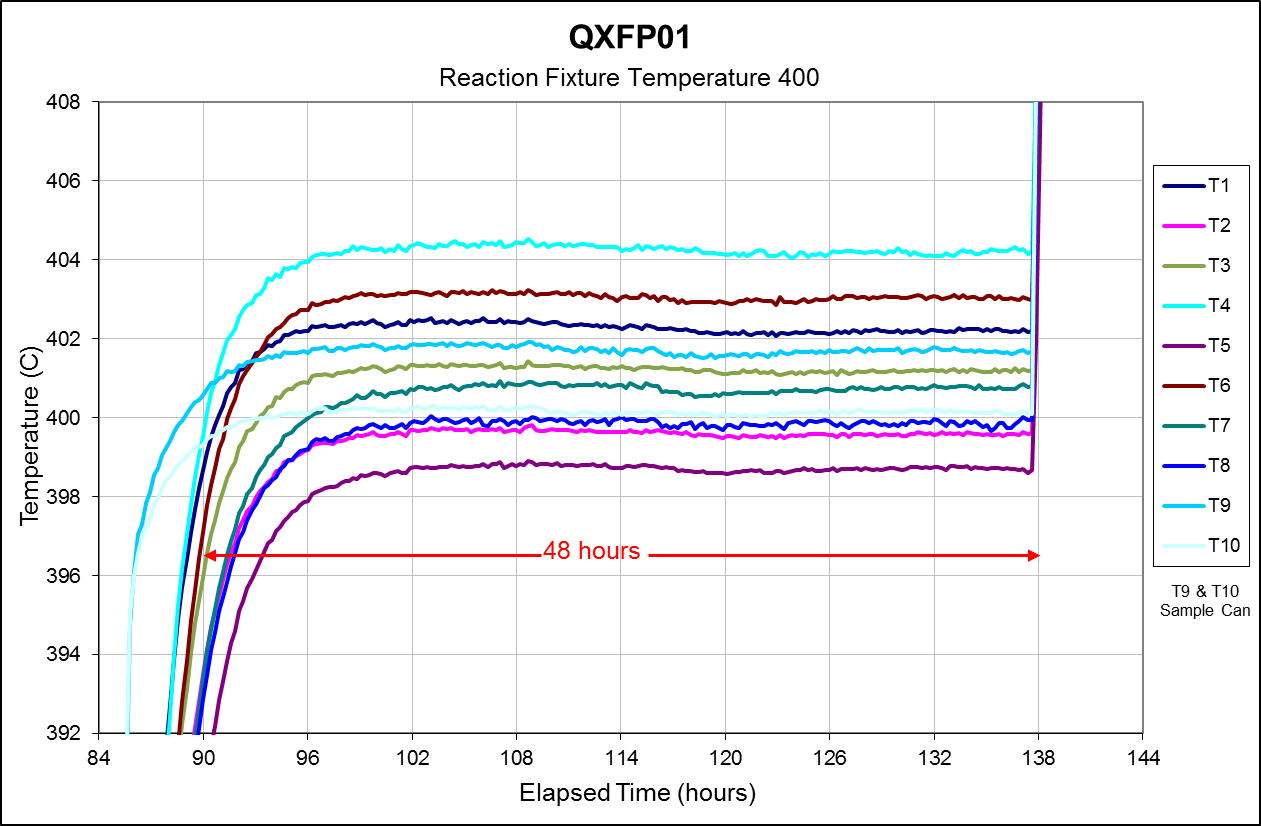 QXFP01
Reaction Fixture Temperature 400
408
406
404
402
400
398
396
394
392
Temperature (C)
48 hours
84 90 96 102 108 114 120 126 132 138 144
Elapsed Time (hours)
T1
T2
T3
T4
T5
T6
T7
T8
T9
T10
T9 & T10
Sample Can